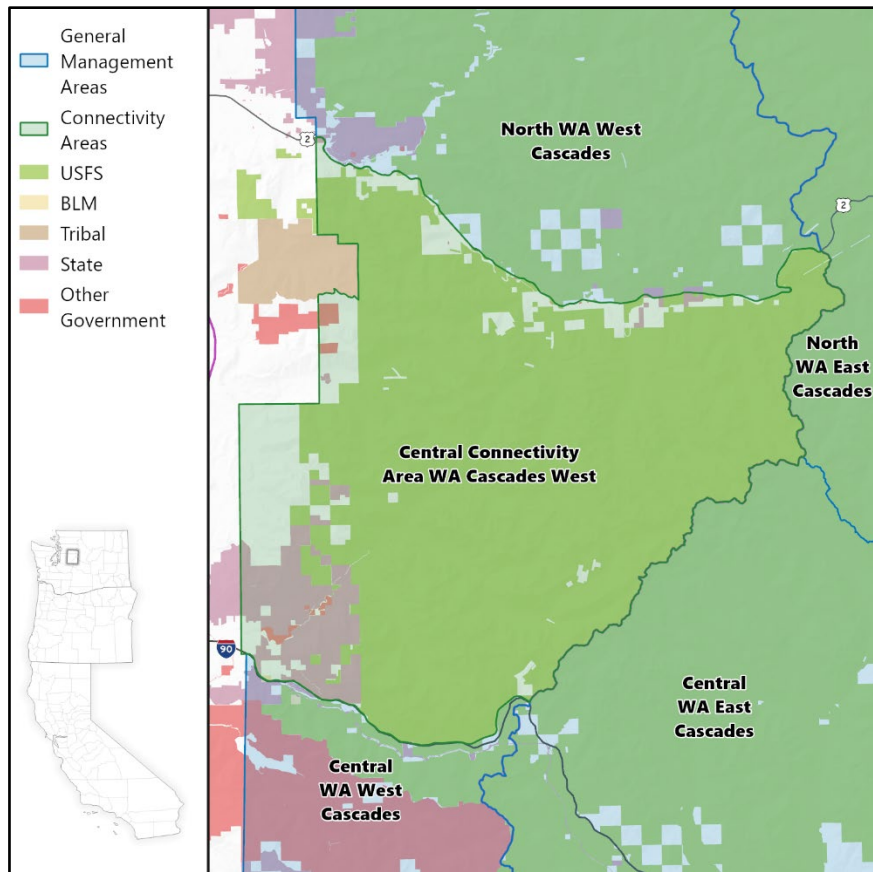 General
Management
Areas
Connectivity
Areas
USFS
BLM
Tribal
State
Other
Government
2
North WA West
Cascades
2
North
WA East
Cascades
Central Connectivity
Area WA Cascades West
90
Central
WA East
Cascades
Central
WA West
Cascades